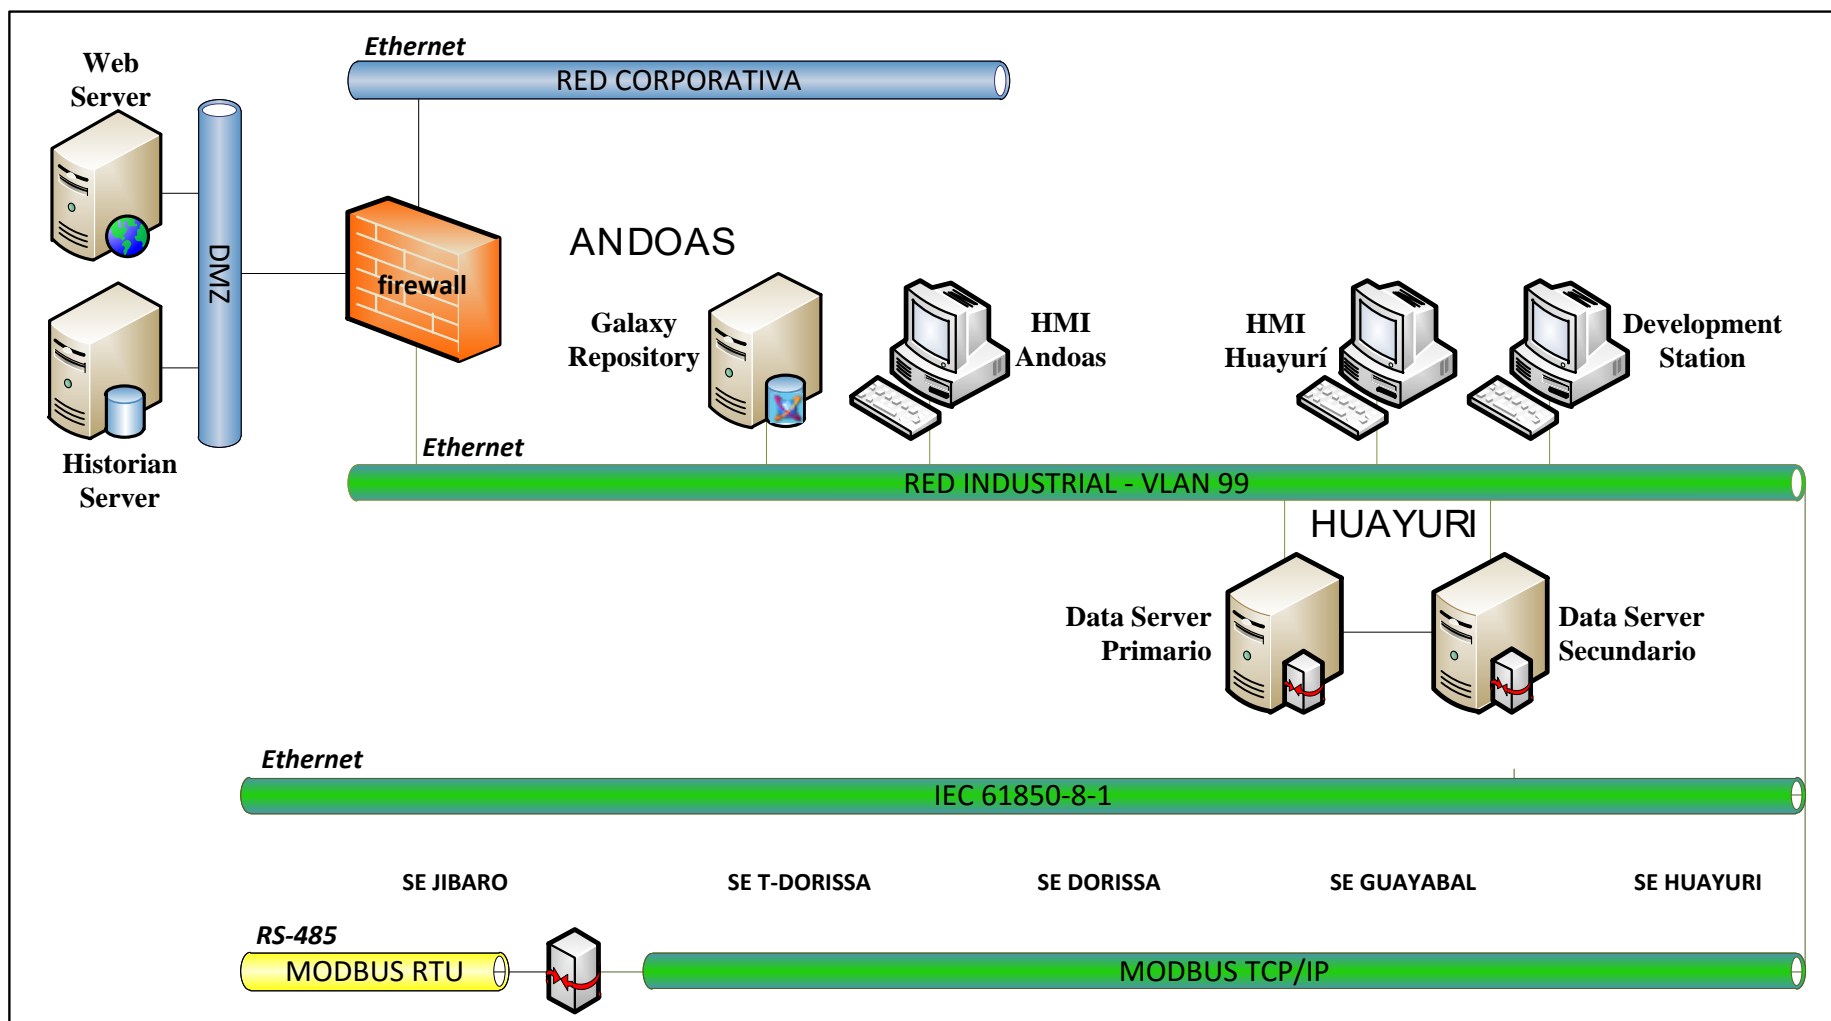 Ethernet
RED CORPORATIVA
Web
Server
DMZ
firewall
Historian
Server
ANDOAS
Galaxy
Repository
HMI
Andoas
HMI
Huayurí
Development
Station
Ethernet
RED INDUSTRIAL - VLAN 99
HUAYURI
Data Server
Primario
Data Server
Secundario
Ethernet
IEC 61850-8-1
SE JIBARO
SE T-DORISSA
SE DORISSA
SE GUAYABAL
SE HUAYURI
RS-485
MODBUS RTU
MODBUS TCP/IP